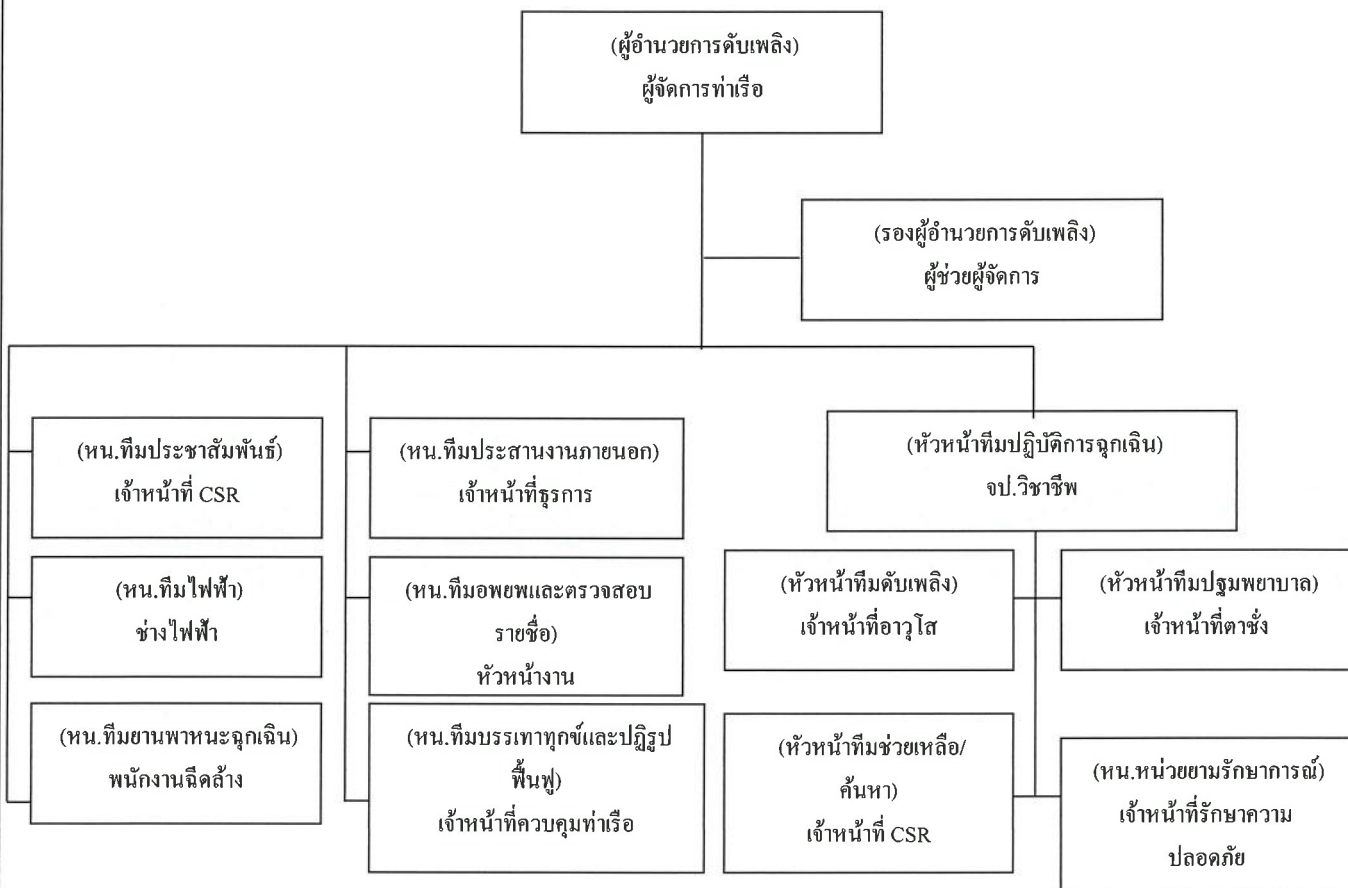 (ผู้อำนวยการดับเพลิง)
ผู้จัดการท่าเรือ
(รองผู้อำนวยการดับเพลิง)
ผู้ช่วยผู้จัดการ
(หน.ทีมประชาสัมพันธ์)
เจ้าหน้าที่ CSR
(หน.ทีมประสานงานภายนอก)
เจ้าหน้าที่ธุรการ
(หัวหน้าทีมปฏิบัติการฉุกเฉิน)
จป.วิชาชีพ
(หน.ทีมไฟฟ้า)
ช่างไฟฟ้า
(หน.ทีมอพยพและตรวจสอบ
รายชื่อ)
หัวหน้างาน
(หัวหน้าทีมดับเพลิง)
เจ้าหน้าที่อาวุโส
(หัวหน้าทีมปฐมพยาบาล)
เจ้าหน้าที่ตาชั่ง
(หน.ทีมยานพาหนะฉุกเฉิน)
พนักงานฉีดล้าง
(หน.ทีมบรรเทาทุกข์และปฏิรูป
ฟื้นฟู)
เจ้าหน้าที่ควบคุมท่าเรือ
(หัวหน้าทีมช่วยเหลือ/
ค้นหา)
เจ้าหน้าที่ CSR
(หน.หน่วยยามรักษาการณ์)
เจ้าหน้าที่รักษาความ
ปลอดภัย